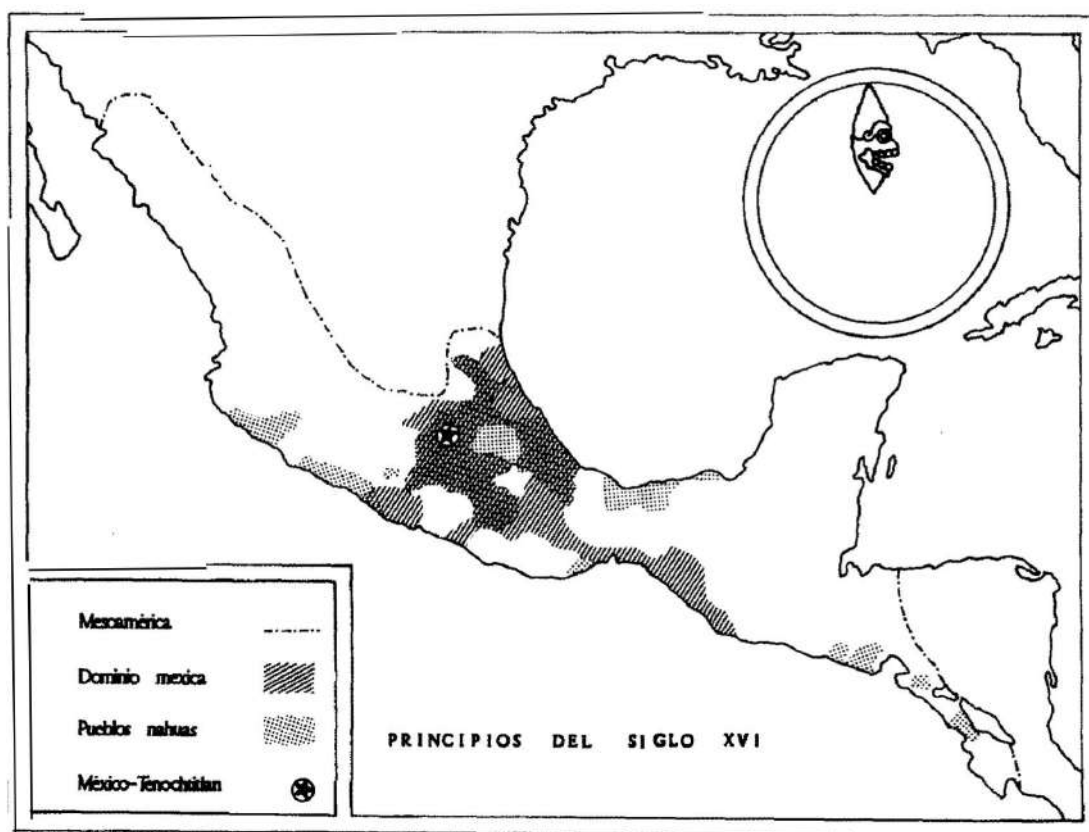 Mesoamérica
Dominio mexica
Pueblos nahuas
México-Tenochtitlan
PRINCIPIOS DEL SIGLO XVI